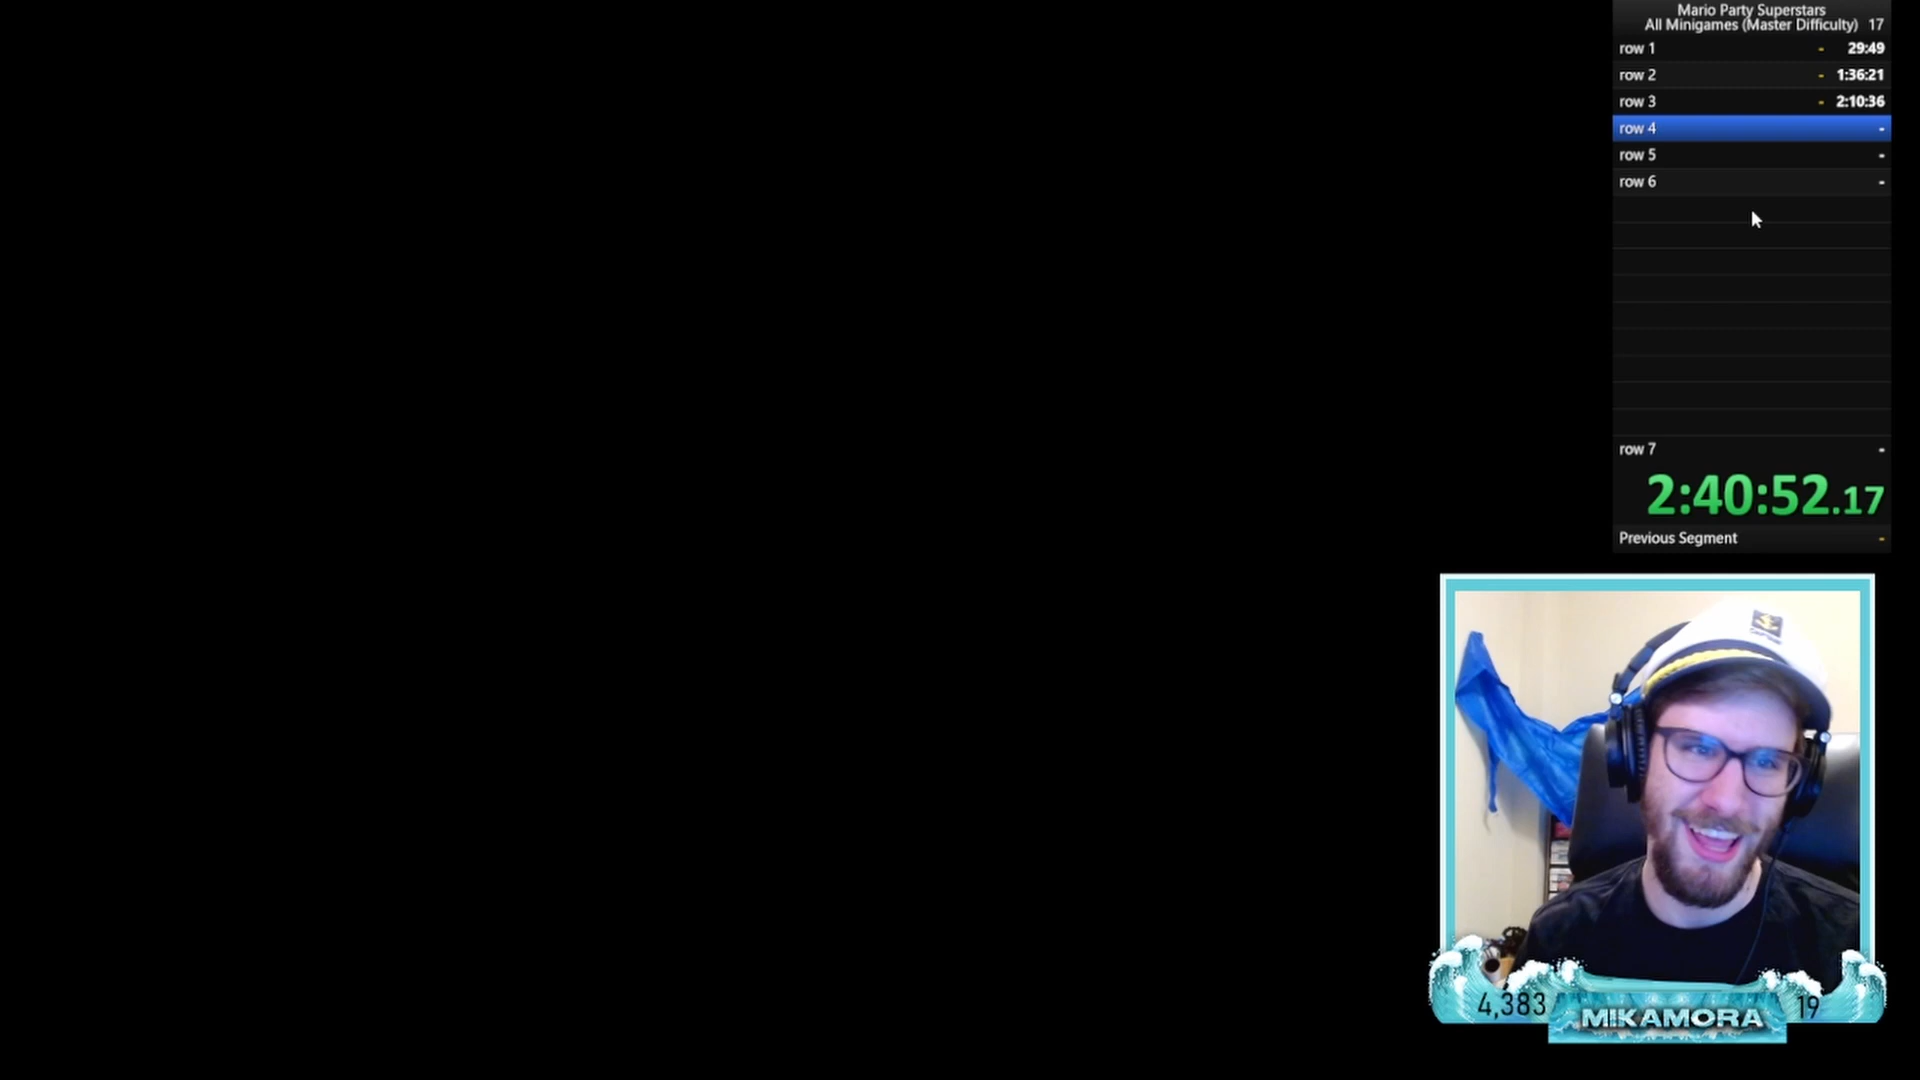 Mario Party Superstars
All Minigames (Master Difficulty) 17
row 1 - 29:49
row 2 - 1:36:21
row 3 - 2:10:36
row 4 -
row 5 -
row 6 -
row 7 -
2:40:52.17
Previous Segment -
4,383
MIKAMORA
19